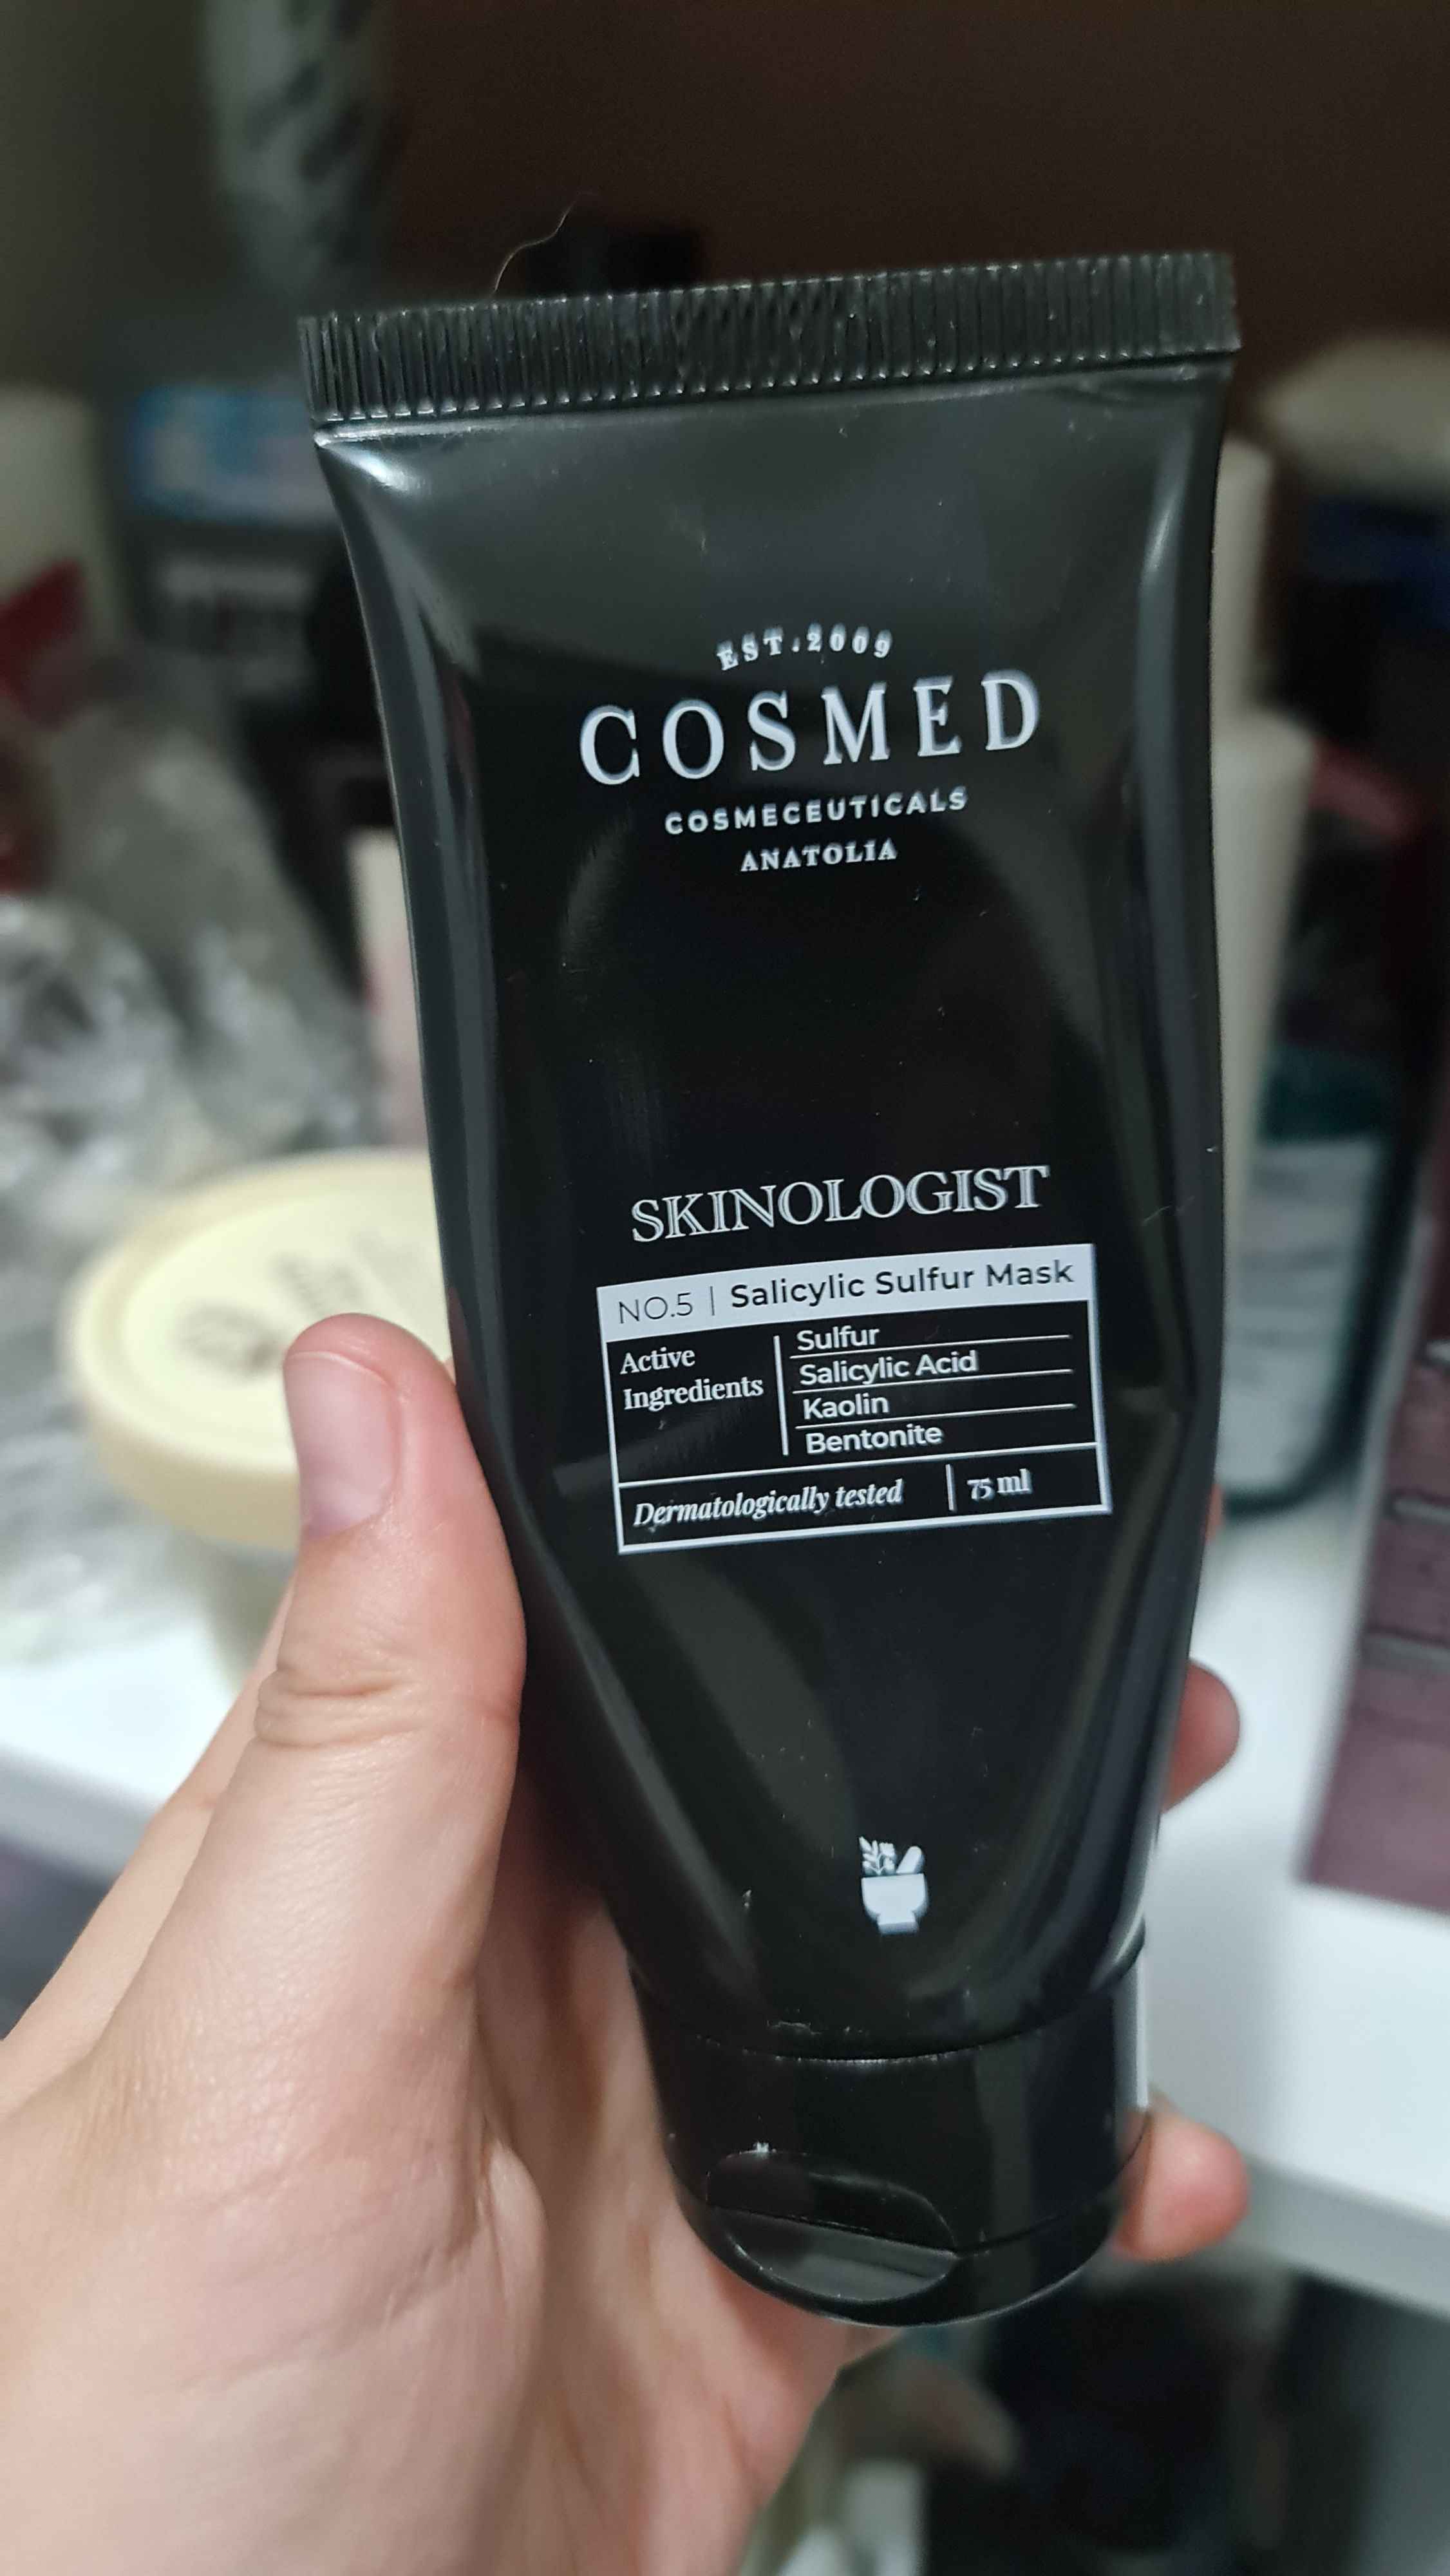 EST.2009
COSMED
COSMECEUTICALS
ANATOLIA
SKINOLOGIST
NO.5 | Salicylic Sulfur Mask
Active Ingredients
Sulfur
Salicylic Acid
Kaolin
Bentonite
Dermatologically tested | 75 ml